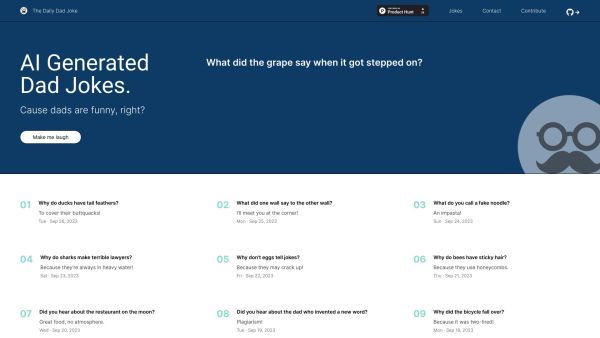 The Daily Dad Joke
Product Hunt
Jokes
Contact
Contribute
AI Generated
Dad Jokes.
Cause dads are funny, right?
Make me laugh
What did the grape say when it got stepped on?
01 Why do ducks have tail feathers?
To cover their buttquacks!
Tue - Sep 26, 2023
02 What did one wall say to the other wall?
I'll meet you at the corner!
Mon - Sep 25, 2023
03 What do you call a fake noodle?
An impasta!
Sun - Sep 24, 2023
04 Why do sharks make terrible lawyers?
Because they're always in heavy water!
Sat - Sep 23, 2023
05 Why don't eggs tell jokes?
Because they may crack up!
Fri - Sep 22, 2023
06 Why do bees have sticky hair?
Because they use honeycombs.
Thu - Sep 21, 2023
07 Did you hear about the restaurant on the moon?
Great food, no atmosphere.
Wed - Sep 20, 2023
08 Did you hear about the dad who invented a new word?
Plagiarism!
Tue - Sep 19, 2023
09 Why did the bicycle fall over?
Because it was two-tired!
Mon - Sep 18, 2023